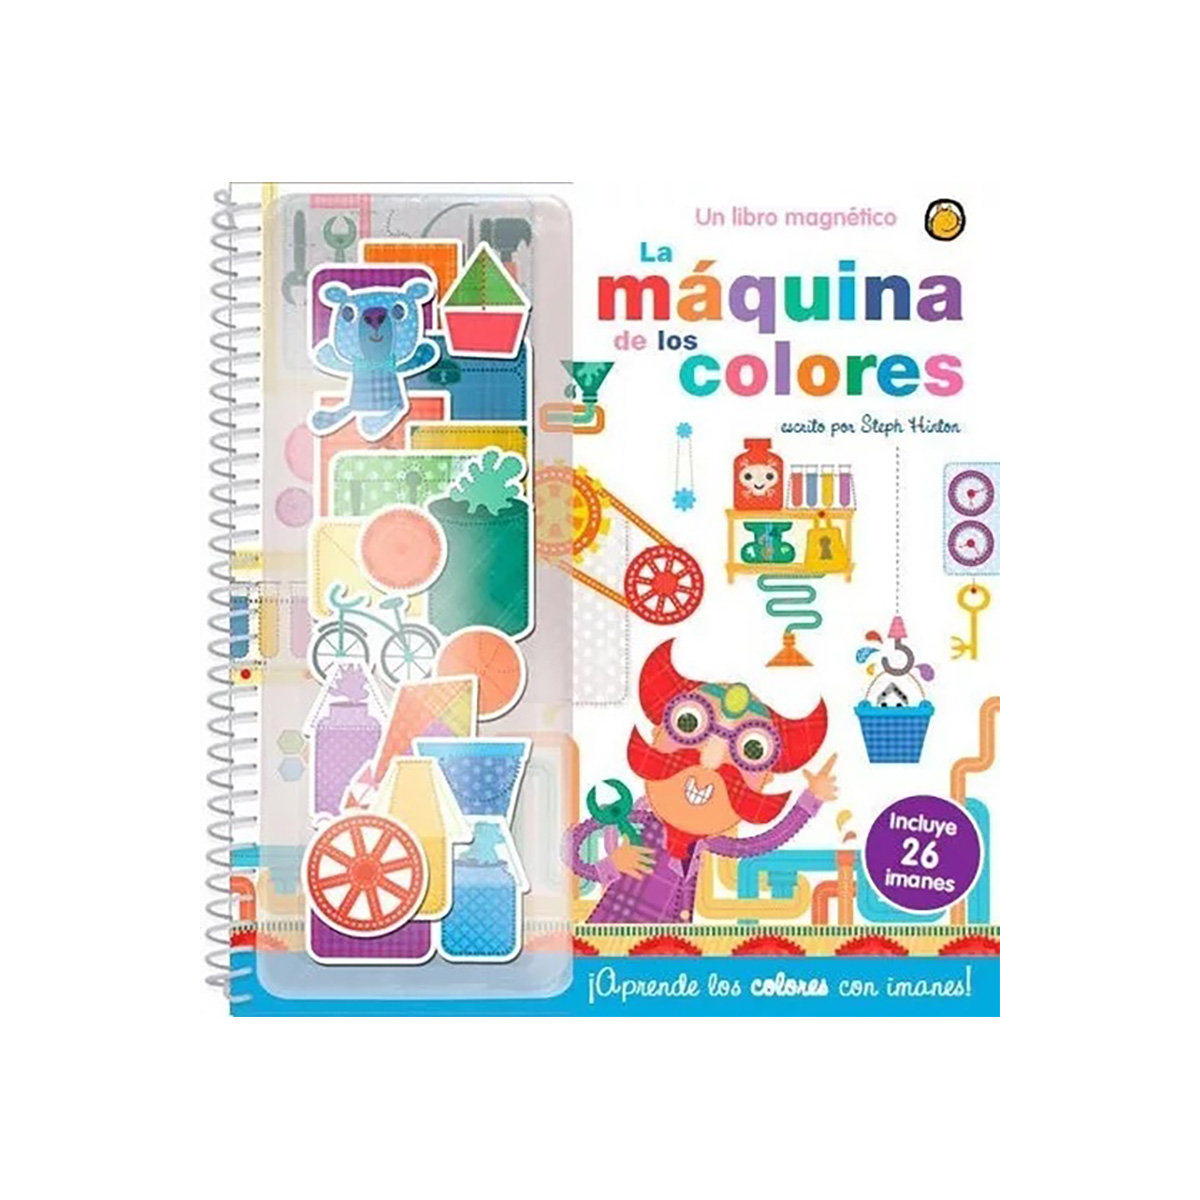 Un libro magnético
La
máquina
de los
colores
escrito por Steph Hinton
Incluye
26
imanes
¡Aprende los colores con imanes!